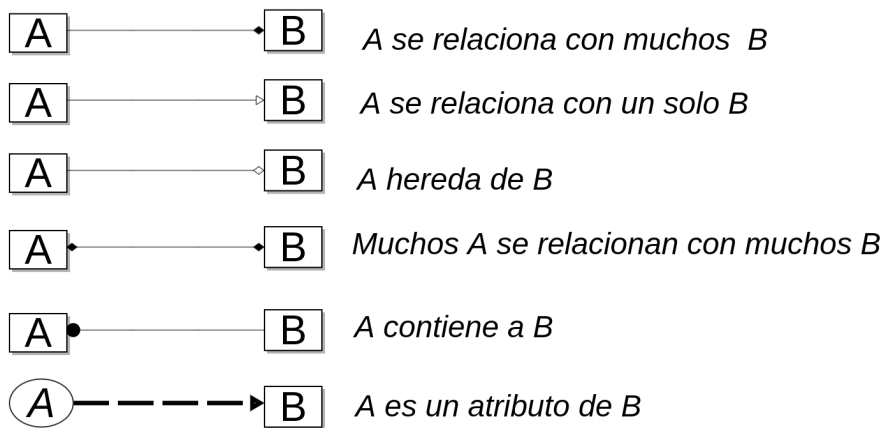 A B A se relaciona con muchos B
A B A se relaciona con un solo B
A B A hereda de B
A B Muchos A se relacionan con muchos B
A B A contiene a B
A B A es un atributo de B